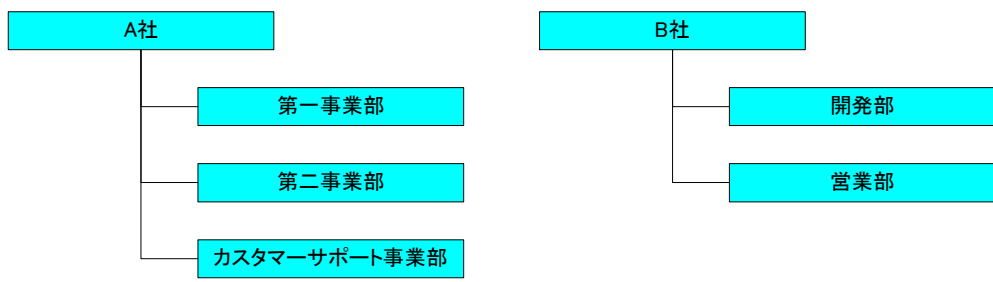 A社
第一事業部
第二事業部
カスタマーサポート事業部
B社
開発部
営業部